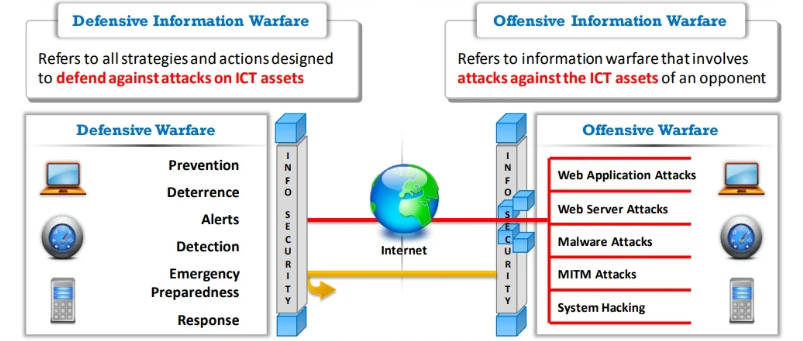 Defensive Information Warfare
Refers to all strategies and actions designed
to defend against attacks on ICT assets
Offensive Information Warfare
Refers to information warfare that involves
attacks against the ICT assets of an opponent
Defensive Warfare
Prevention
Deterrence
Alerts
Detection
Emergency
Preparedness
Response
INFO SECURITY
Internet
INFO SECURITY
Offensive Warfare
Web Application Attacks
Web Server Attacks
Malware Attacks
MITM Attacks
System Hacking